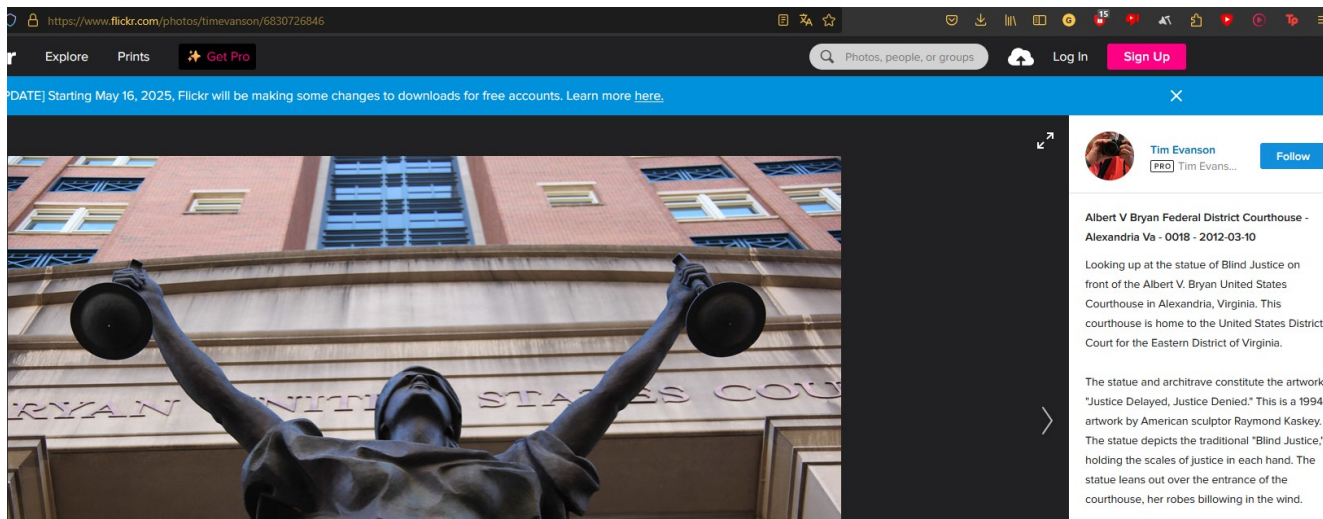 https://www.flickr.com/photos/timevanson/6830726846
15
G
Tp
r
Explore
Prints
Get Pro
Photos, people, or groups
Log In
Sign Up
PDATE] Starting May 16, 2025, Flickr will be making some changes to downloads for free accounts. Learn more here.
RYAN UNITED STATES COU
Tim Evanson
PRO Tim Evans...
Follow
Albert V Bryan Federal District Courthouse -
Alexandria Va - 0018 - 2012-03-10
Looking up at the statue of Blind Justice on
front of the Albert V. Bryan United States
Courthouse in Alexandria, Virginia. This
courthouse is home to the United States District
Court for the Eastern District of Virginia.
The statue and architrave constitute the artwork
"Justice Delayed, Justice Denied." This is a 1994
artwork by American sculptor Raymond Kaskey.
The statue depicts the traditional "Blind Justice,"
holding the scales of justice in each hand. The
statue leans out over the entrance of the
courthouse, her robes billowing in the wind.